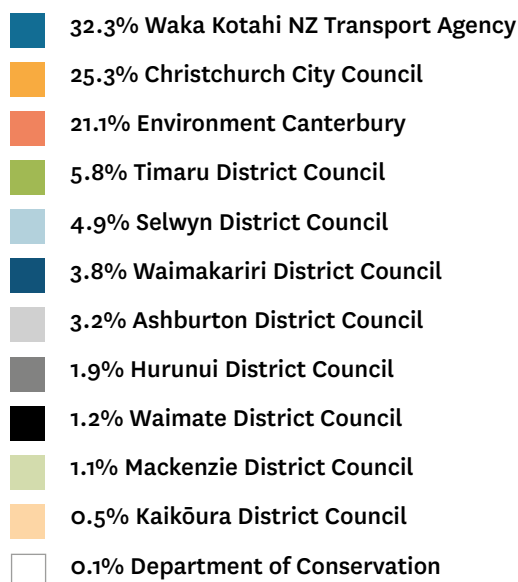 32.3% Waka Kotahi NZ Transport Agency
25.3% Christchurch City Council
21.1% Environment Canterbury
5.8% Timaru District Council
4.9% Selwyn District Council
3.8% Waimakariri District Council
3.2% Ashburton District Council
1.9% Hurunui District Council
1.2% Waimate District Council
1.1% Mackenzie District Council
0.5% Kaikōura District Council
0.1% Department of Conservation